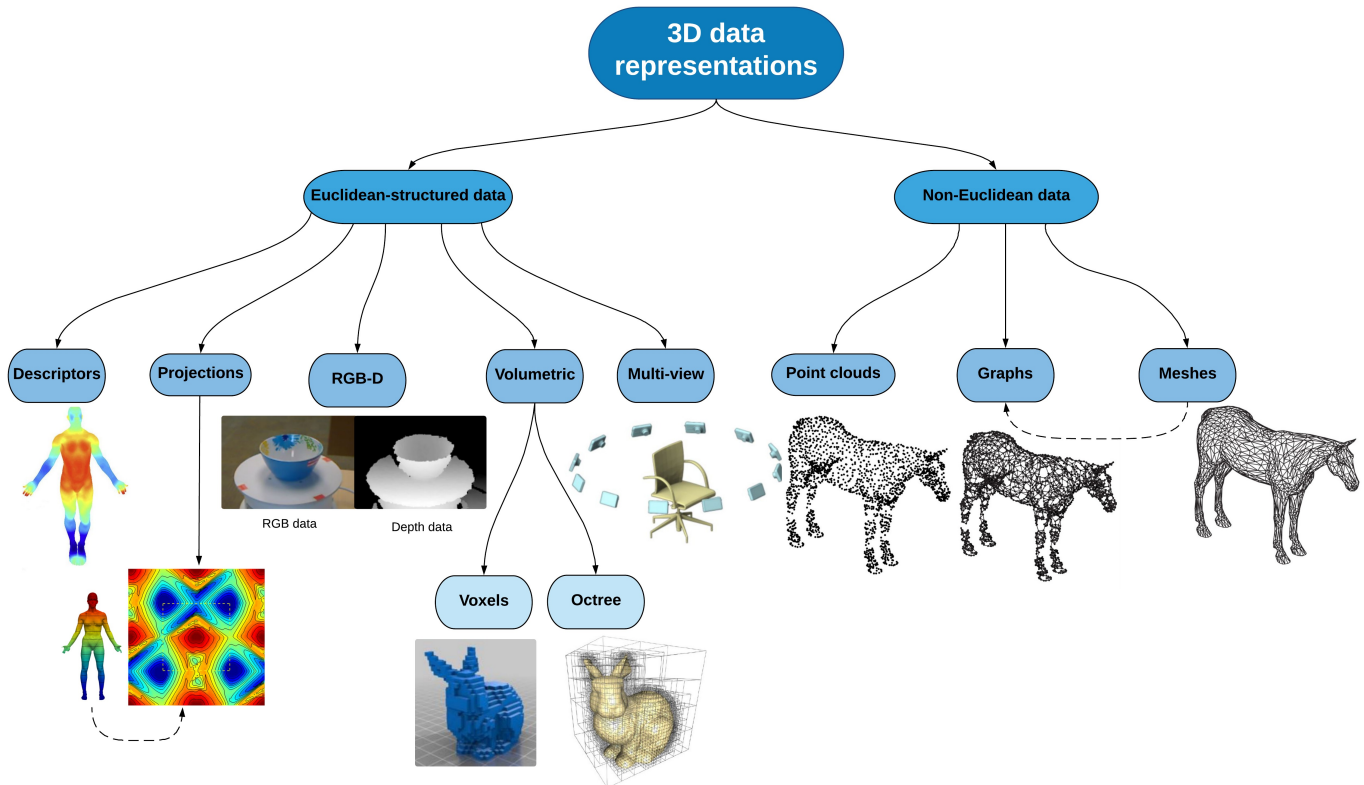 3D data
representations
Euclidean-structured data
Non-Euclidean data
Descriptors
Projections
RGB-D
Volumetric
Multi-view
Point clouds
Graphs
Meshes
RGB data
Depth data
Voxels
Octree